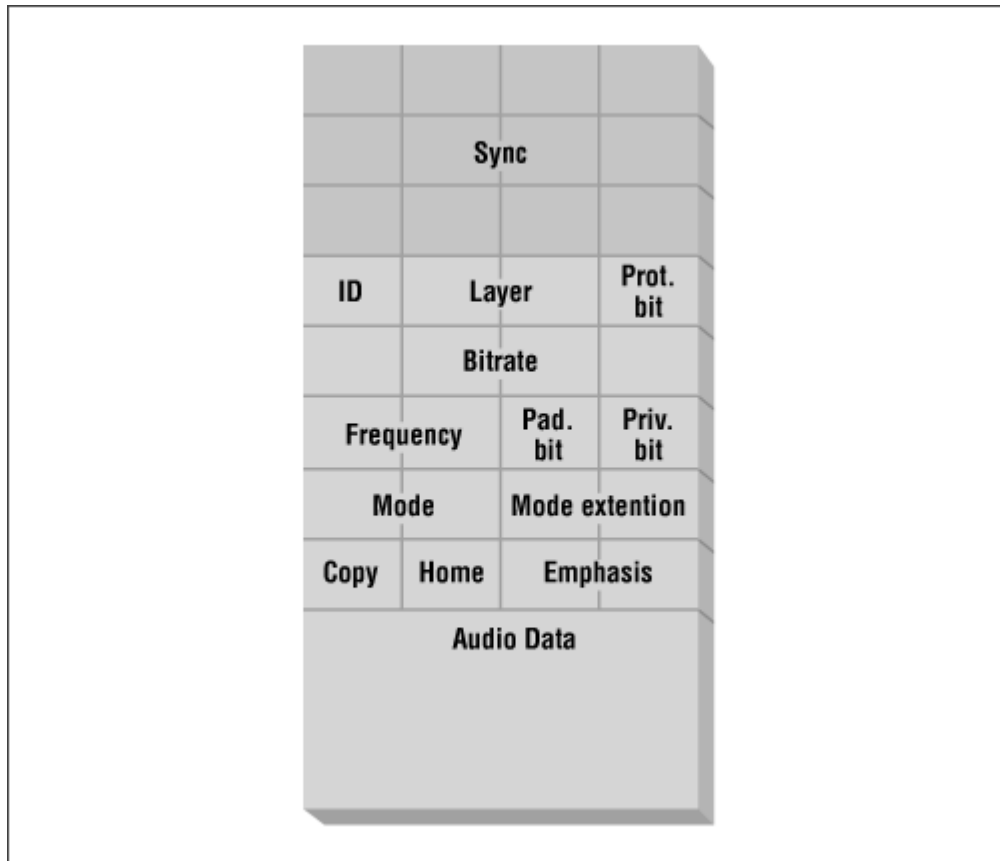 Sync
ID Layer Prot. bit
Bitrate
Frequency Pad. bit Priv. bit
Mode Mode extention
Copy Home Emphasis
Audio Data